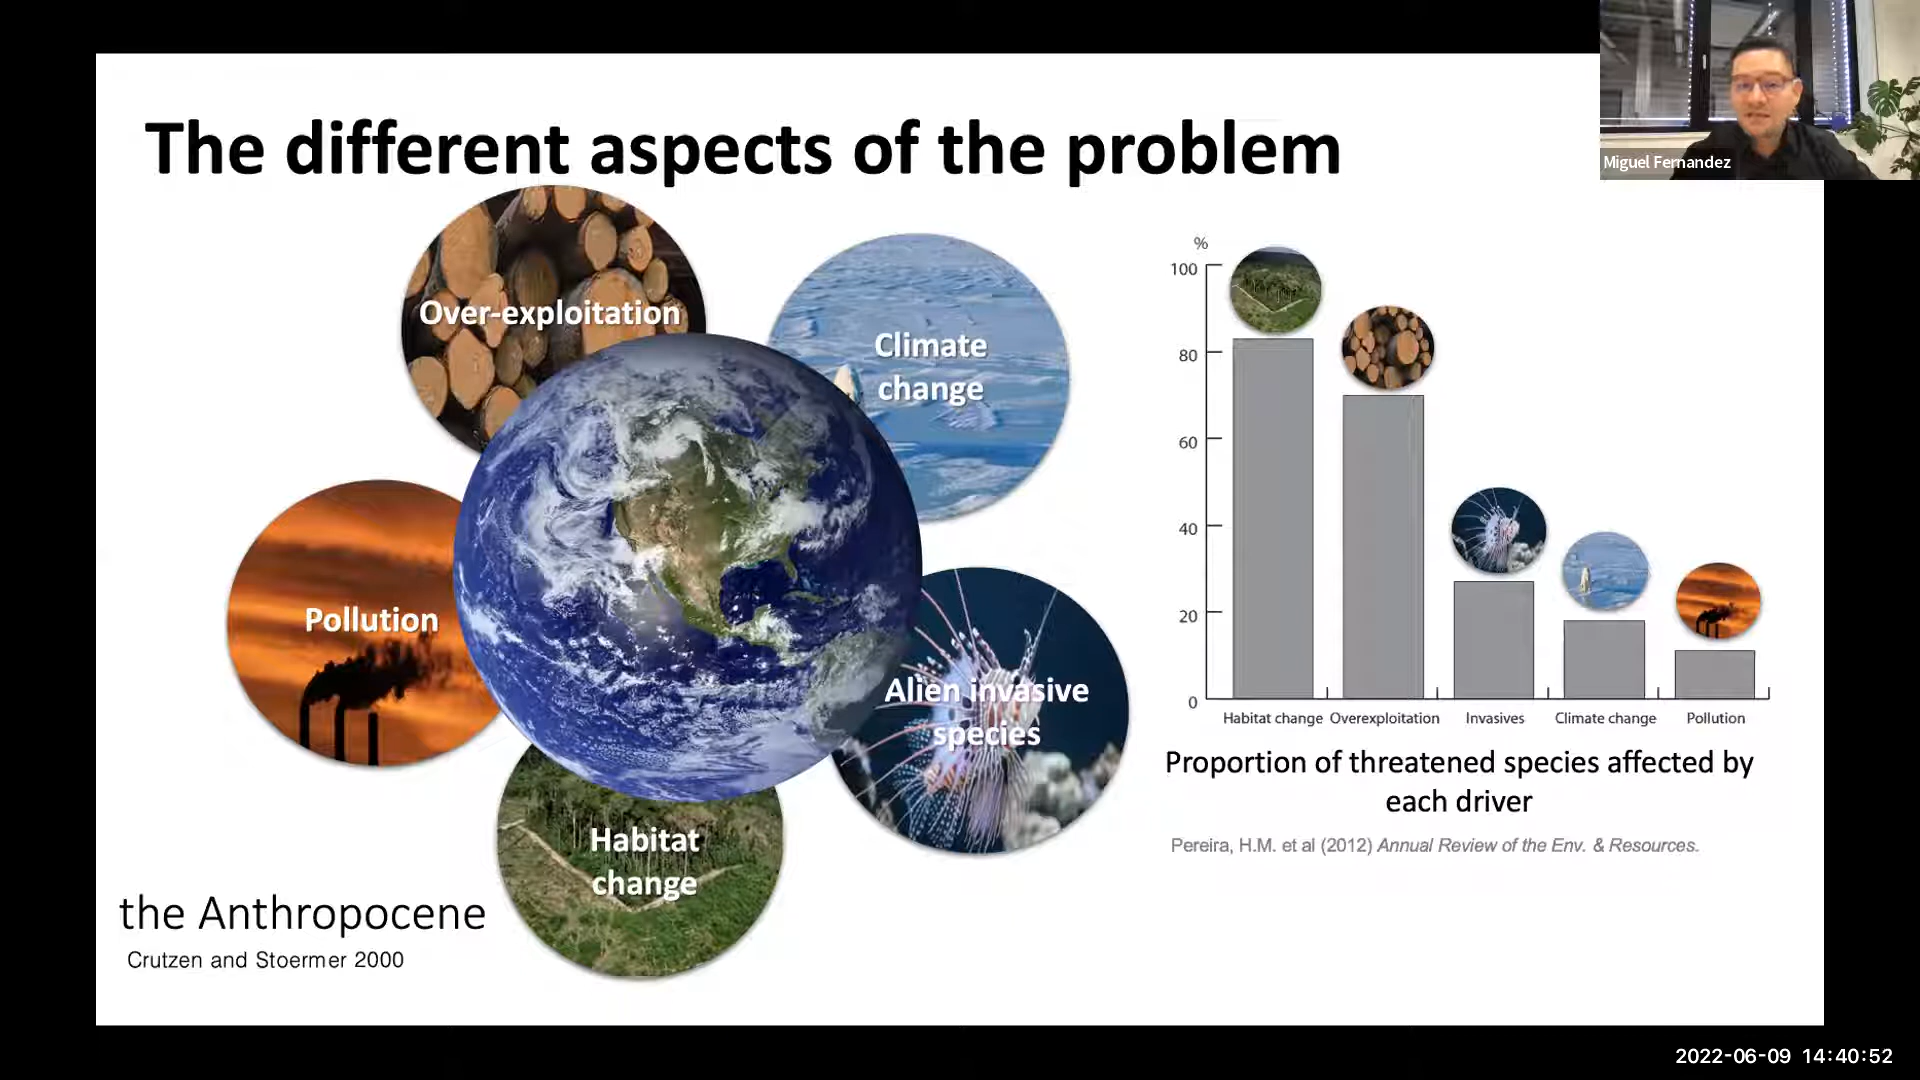 The different aspects of the problem
Miguel Fernandez
Over-exploitation
Climate
change
Pollution
Alien invasive
species
Habitat
change
the Anthropocene
Crutzen and Stoermer 2000
%
100
80
60
40
20
0
Habitat change Overexploitation Invasives Climate change Pollution
Proportion of threatened species affected by
each driver
Pereira, H.M. et al (2012) Annual Review of the Env. & Resources.
2022-06-09 14:40:52